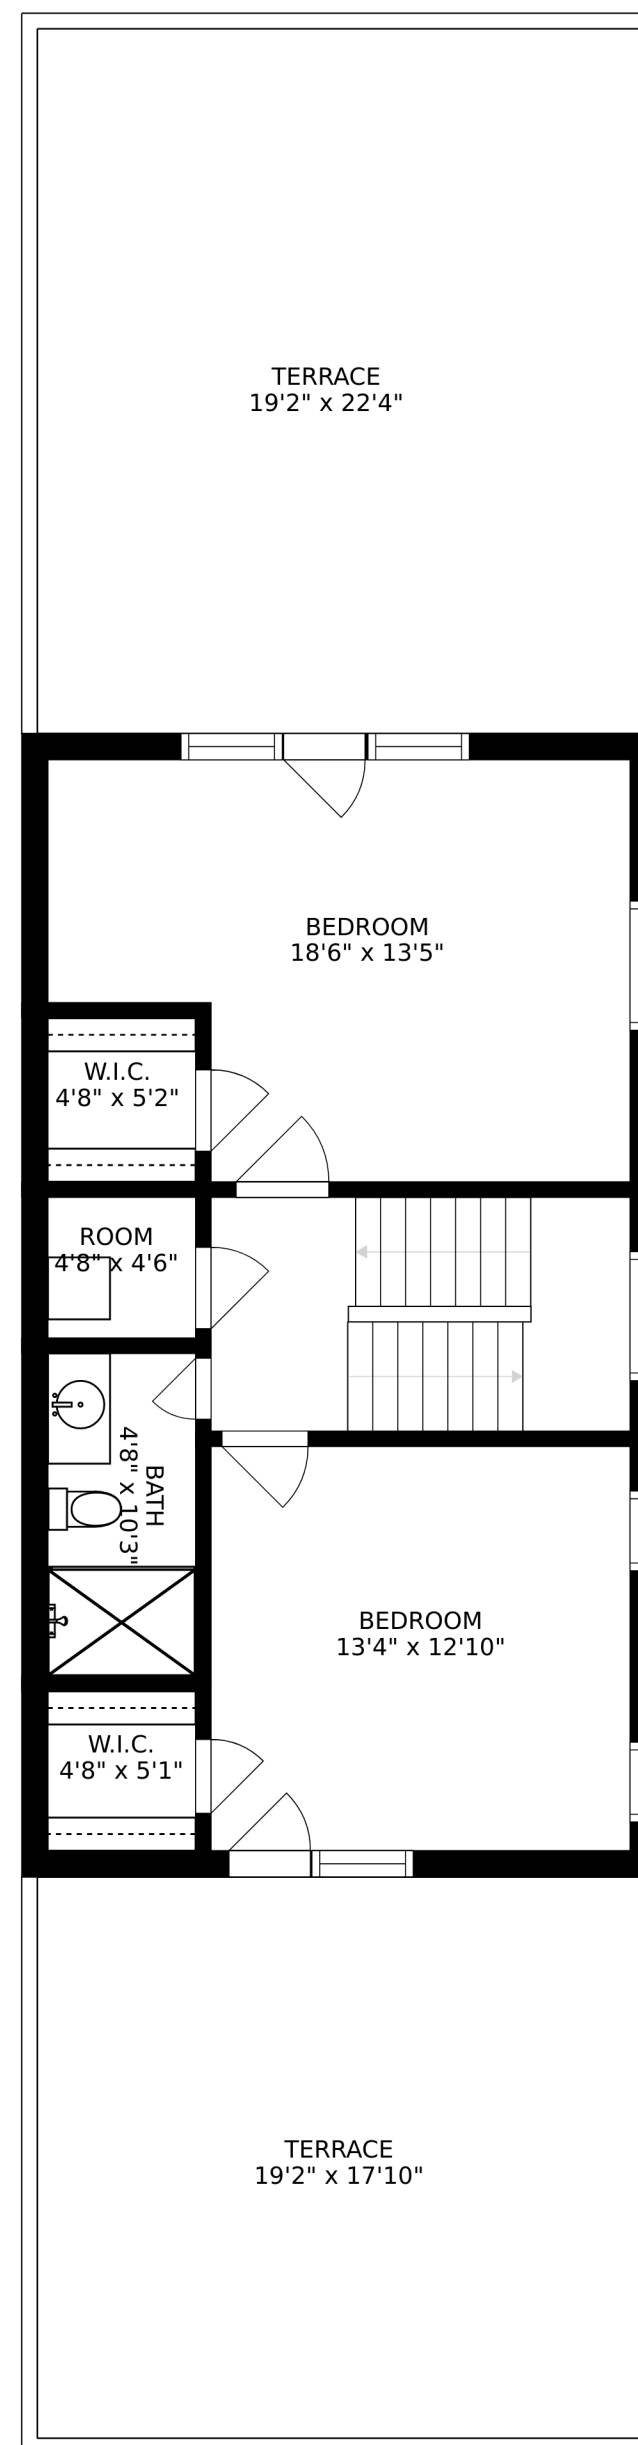 TERRACE
19'2" x 22'4"
BEDROOM
18'6" x 13'5"
W.I.C.
4'8" x 5'2"
ROOM
4'8" x 4'6"
BATH
4'8" x 10'3"
BEDROOM
13'4" x 12'10"
W.I.C.
4'8" x 5'1"
TERRACE
19'2" x 17'10"